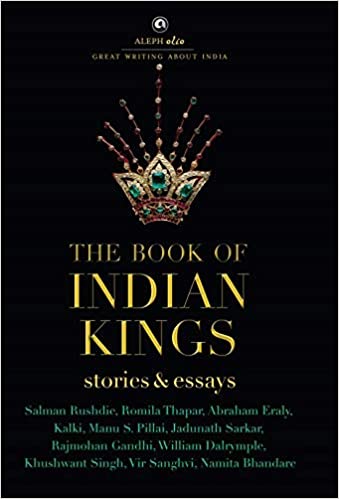 ALEPH olio
GREAT WRITING ABOUT INDIA
THE BOOK OF
INDIAN
KINGS
stories & essays
Salman Rushdie, Romila Thapar, Abraham Eraly,
Kalki, Manu S. Pillai, Jadunath Sarkar,
Rajmohan Gandhi, William Dalrymple,
Khushwant Singh, Vir Sanghvi, Namita Bhandare